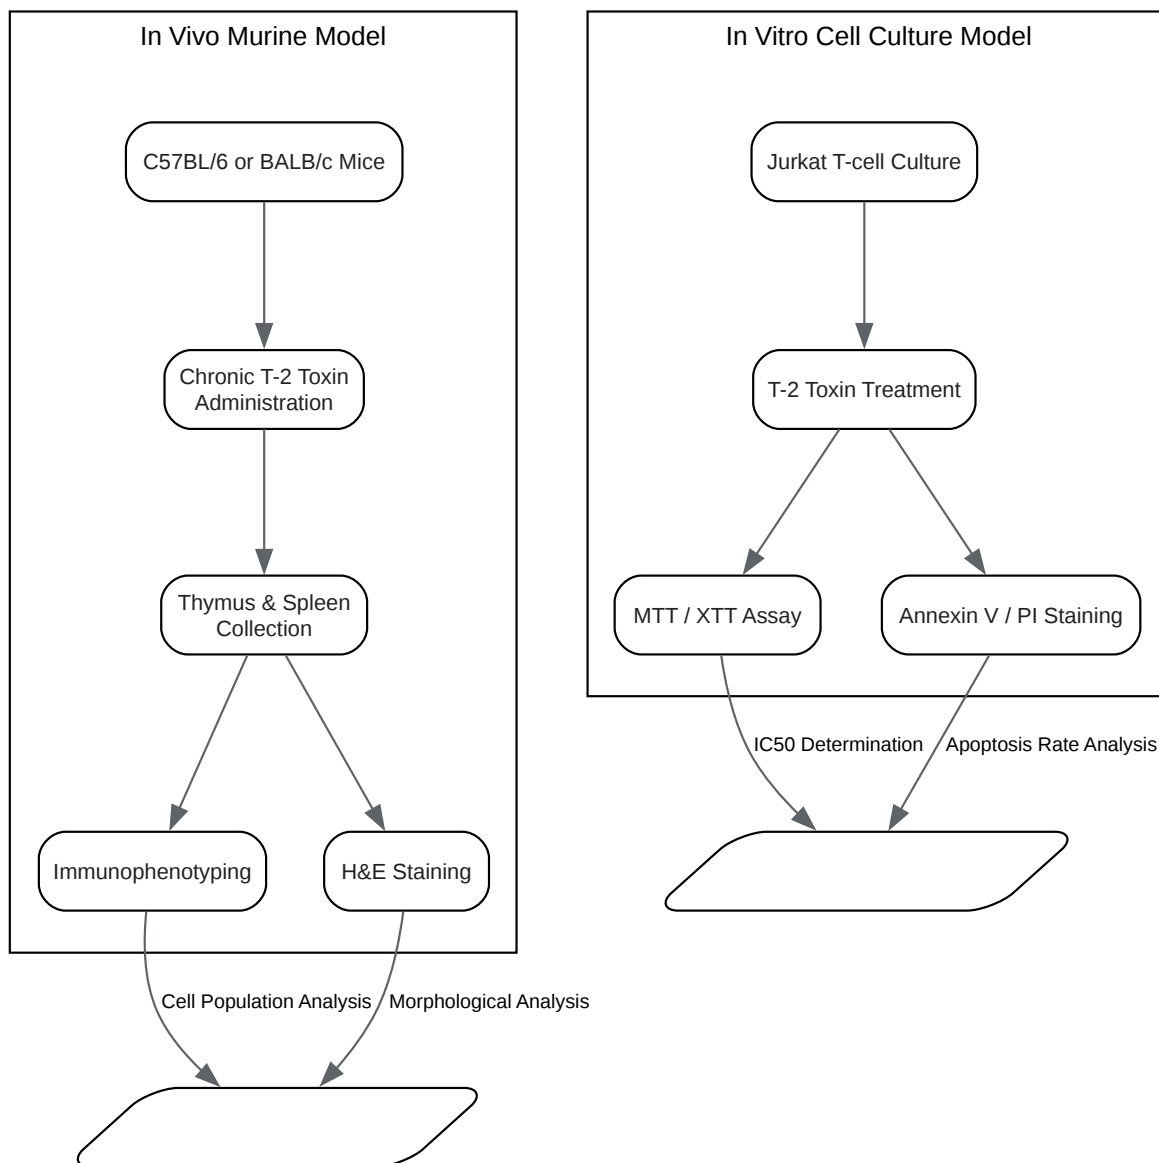 In Vivo Murine Model
C57BL/6 or BALB/c Mice
Chronic T-2 Toxin
Administration
Thymus & Spleen
Collection
Immunophenotyping
H&E Staining
Cell Population Analysis
Morphological Analysis
In Vitro Cell Culture Model
Jurkat T-cell Culture
T-2 Toxin Treatment
MTT / XTT Assay
Annexin V / PI Staining
IC50 Determination
Apoptosis Rate Analysis